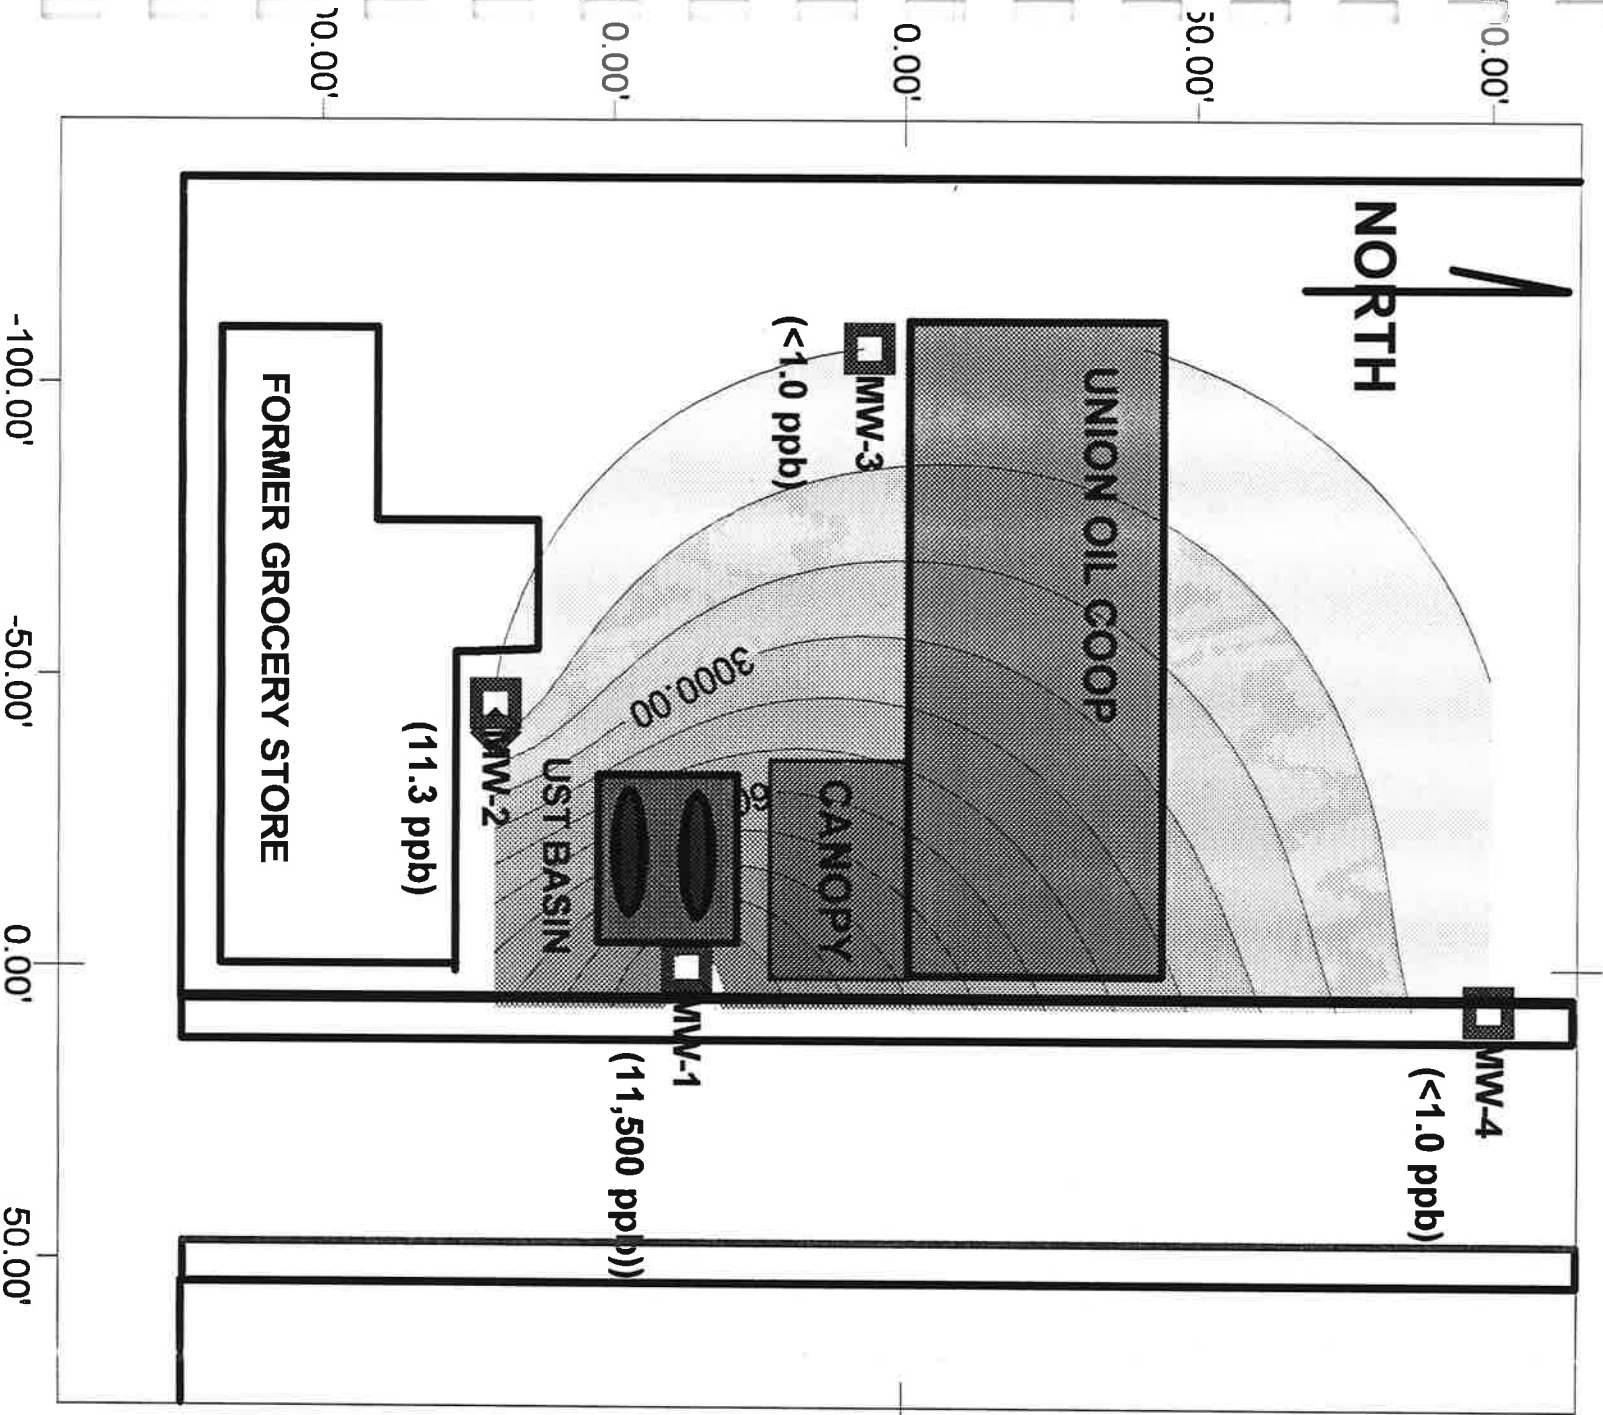 NORTH
UNION OIL COOP
MW-3
(<1.0 ppb)
FORMER GROCERY STORE
3000.00
MW-2
(11.3 ppb)
UST BASIN
CANOPY
MW-1
(11,500 ppb))
MW-4
(<1.0 ppb)
-100.00'
-50.00'
0.00'
50.00'
0.00'